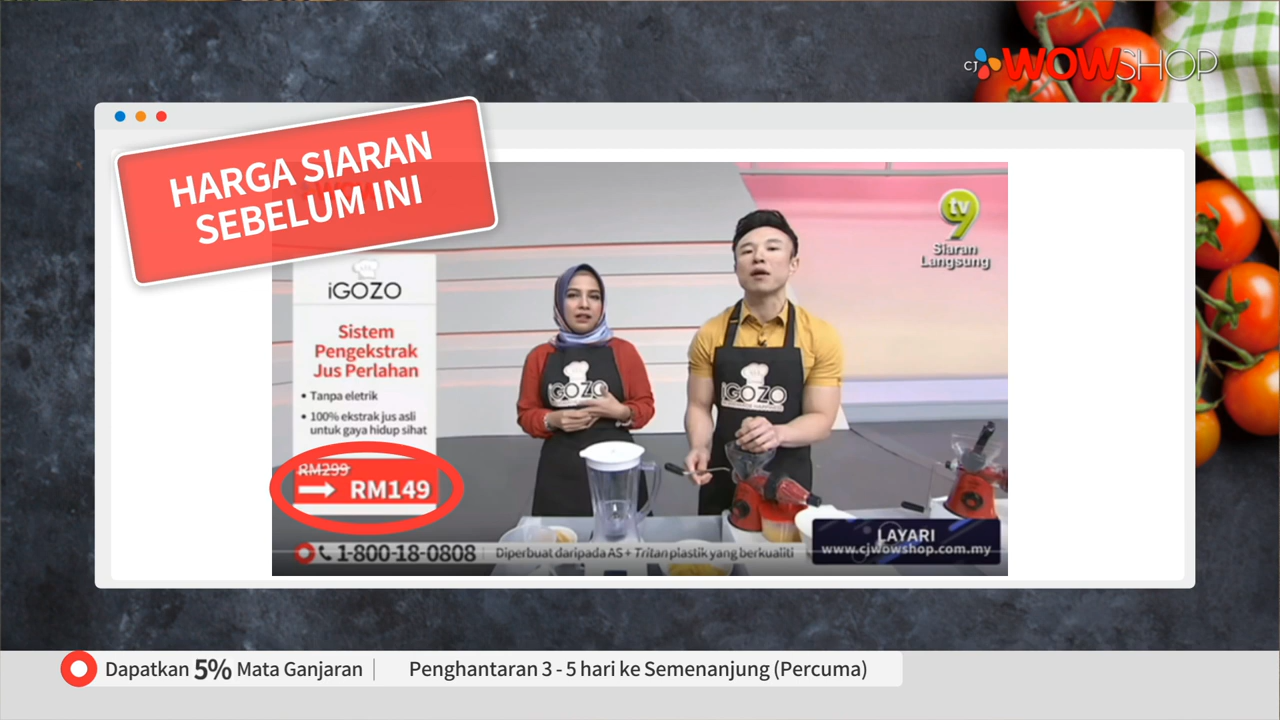 CJ WOWSHOP
HARGA SIARAN
SEBELUM INI
tv9
Siaran
Langsung
iGOZO
Sistem
Pengekstrak
Jus Perlahan
• Tanpa eletrik
• 100% ekstrak jus asli
untuk gaya hidup sihat
iGOZO
iGOZO
RM299
RM149
LAYARI
www.cjwowshop.com.my
1-800-18-0808
Diperbuat daripada AS + Tritan plastik yang berkualiti
Dapatkan 5% Mata Ganjaran | Penghantaran 3 - 5 hari ke Semenanjung (Percuma)